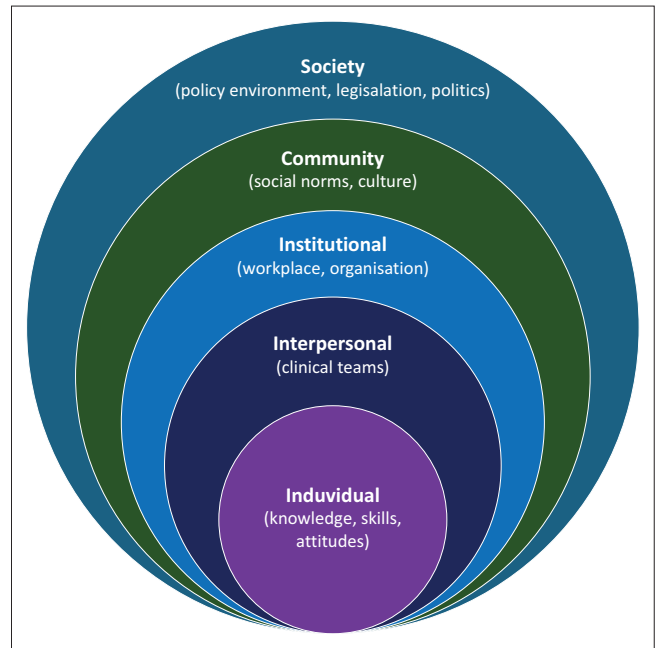 Society
(policy environment, legisalation, politics)
Community
(social norms, culture)
Institutional
(workplace, organisation)
Interpersonal
(clinical teams)
Induvidual
(knowledge, skills,
attitudes)